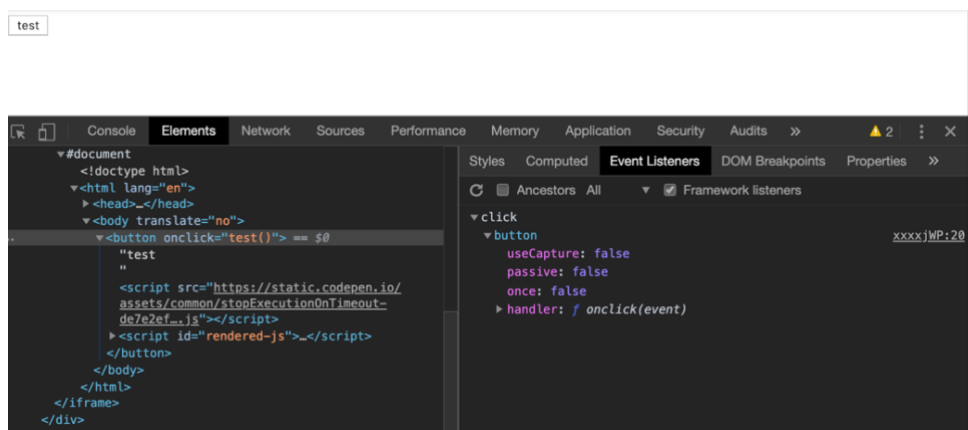 test
Console Elements Network Sources Performance Memory Application Security Audits » 2
▼#document
<!doctype html>
▼<html lang="en">
▶<head>…</head>
▼<body translate="no">
…
▼<button onclick="test()"> == $0
"test
"
<script src="https://static.codepen.io/
assets/common/stopExecutionOnTimeout-
de7e2ef….js"></script>
▶<script id="rendered-js">…</script>
</button>
</body>
</html>
</iframe>
</div>
Styles Computed Event Listeners DOM Breakpoints Properties »
Ancestors All ▼ Framework listeners
▼click
▼button xxxxjWP:20
useCapture: false
passive: false
once: false
▶handler: ƒ onclick(event)